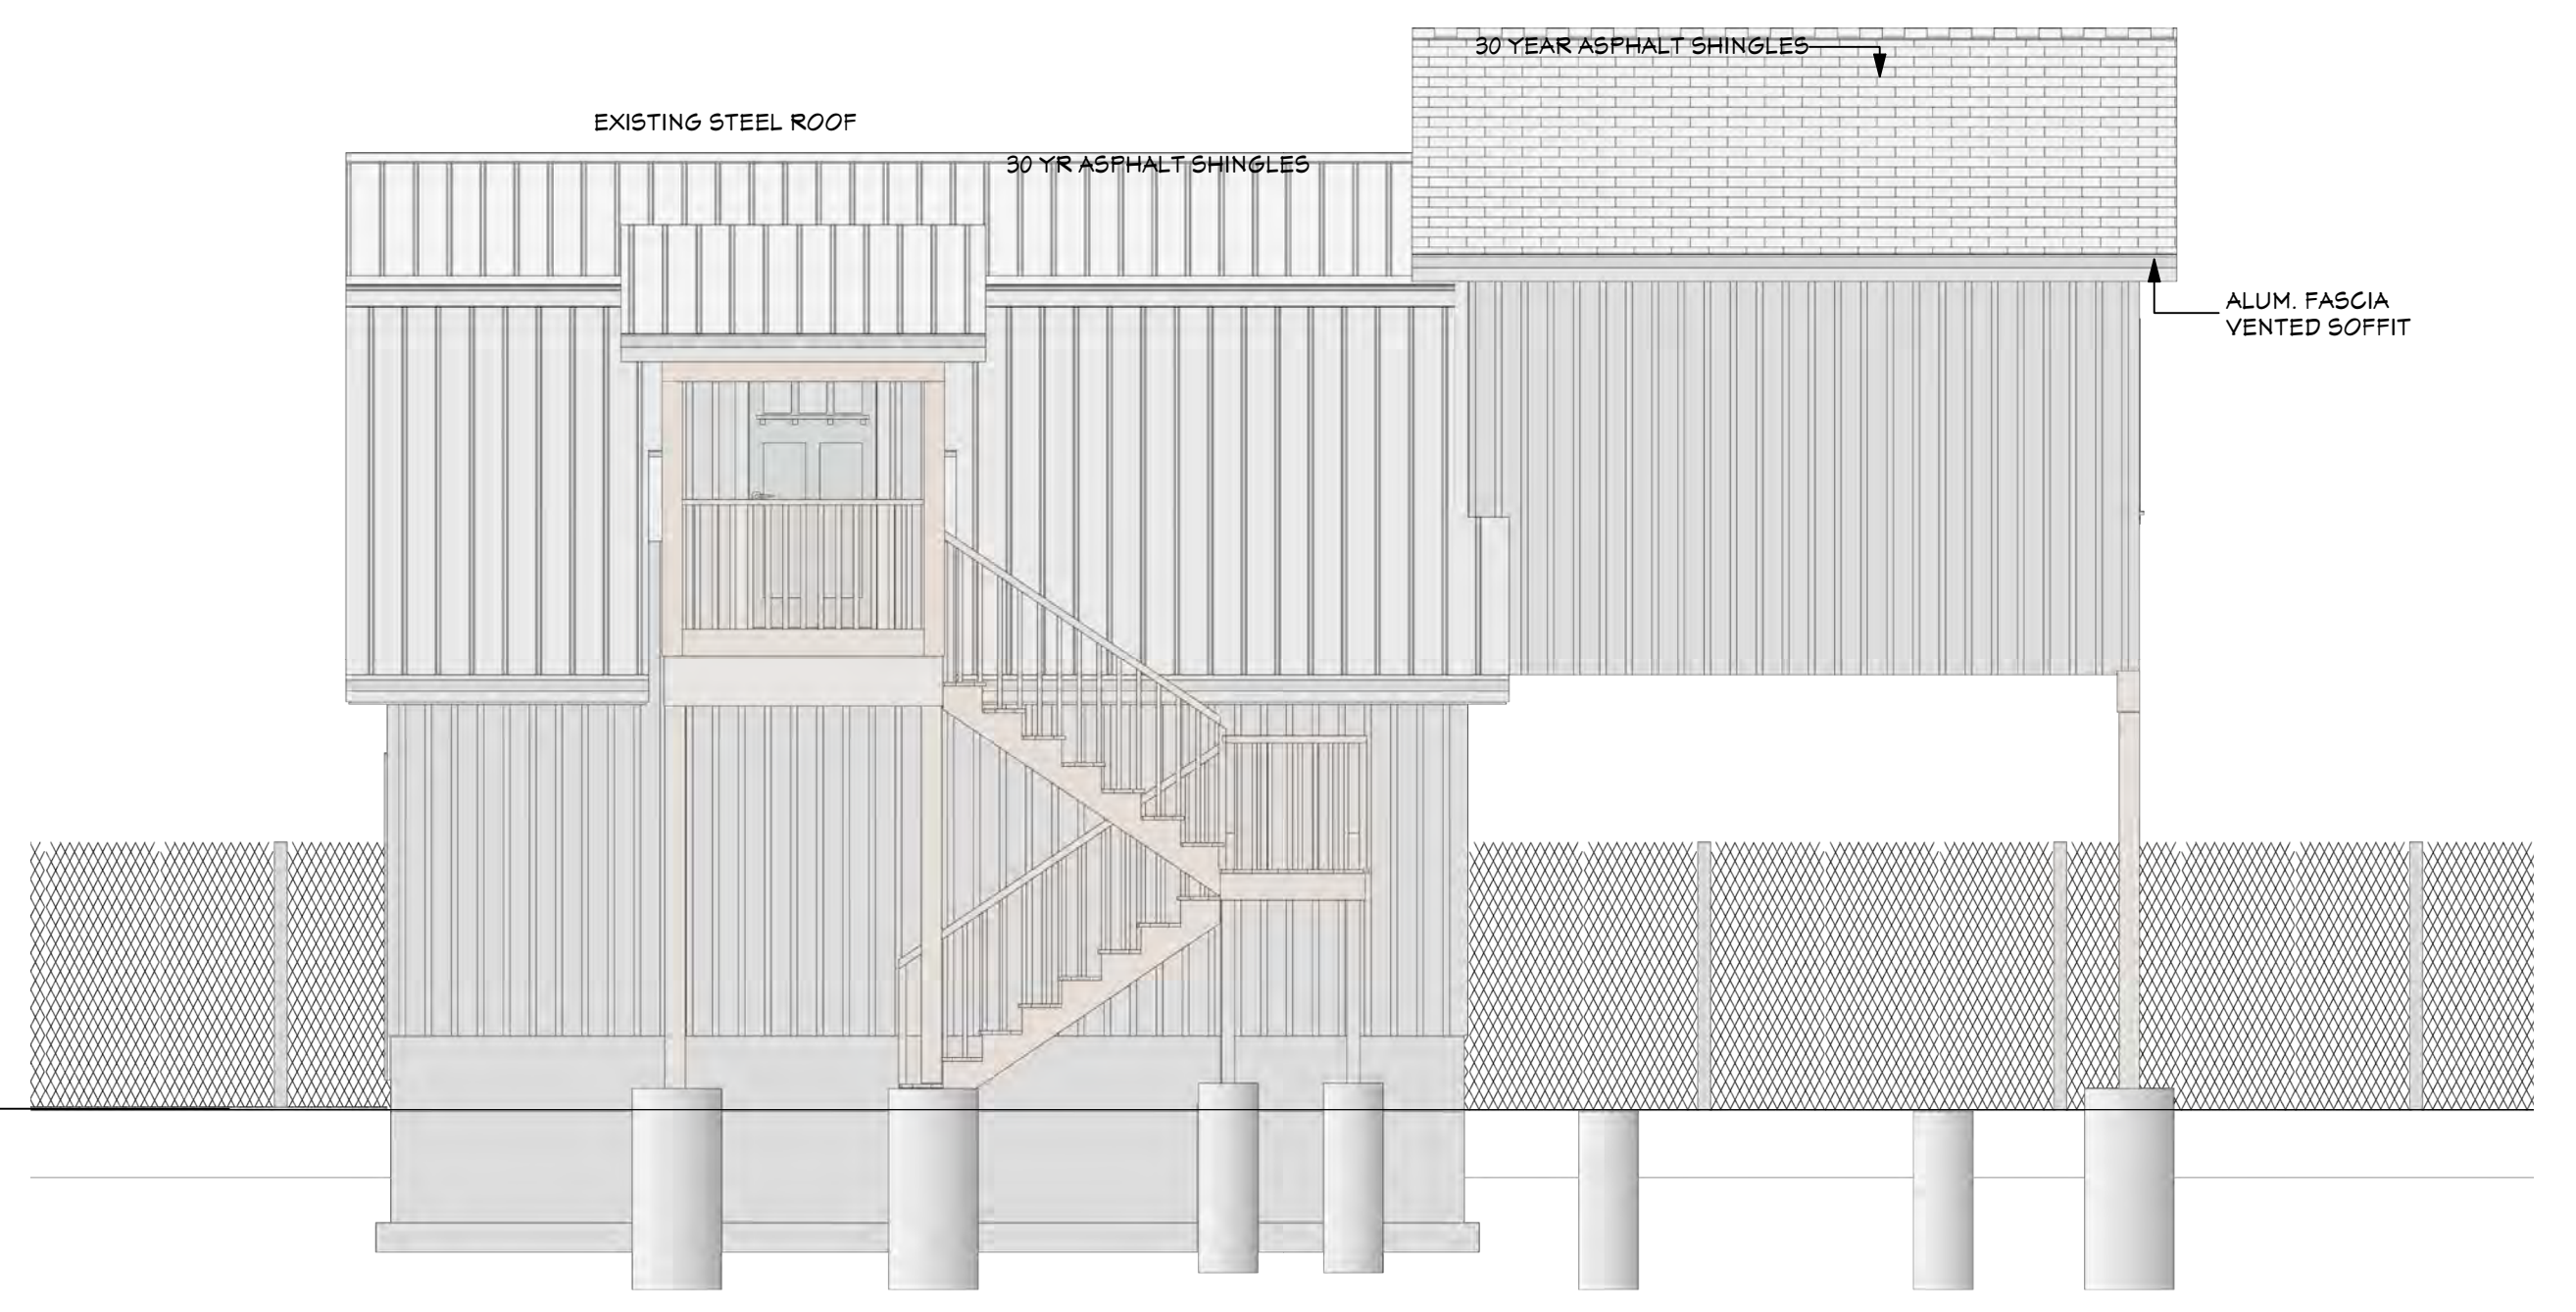 30 YEAR ASPHALT SHINGLES
EXISTING STEEL ROOF
30 YR ASPHALT SHINGLES
ALUM. FASCIA
VENTED SOFFIT